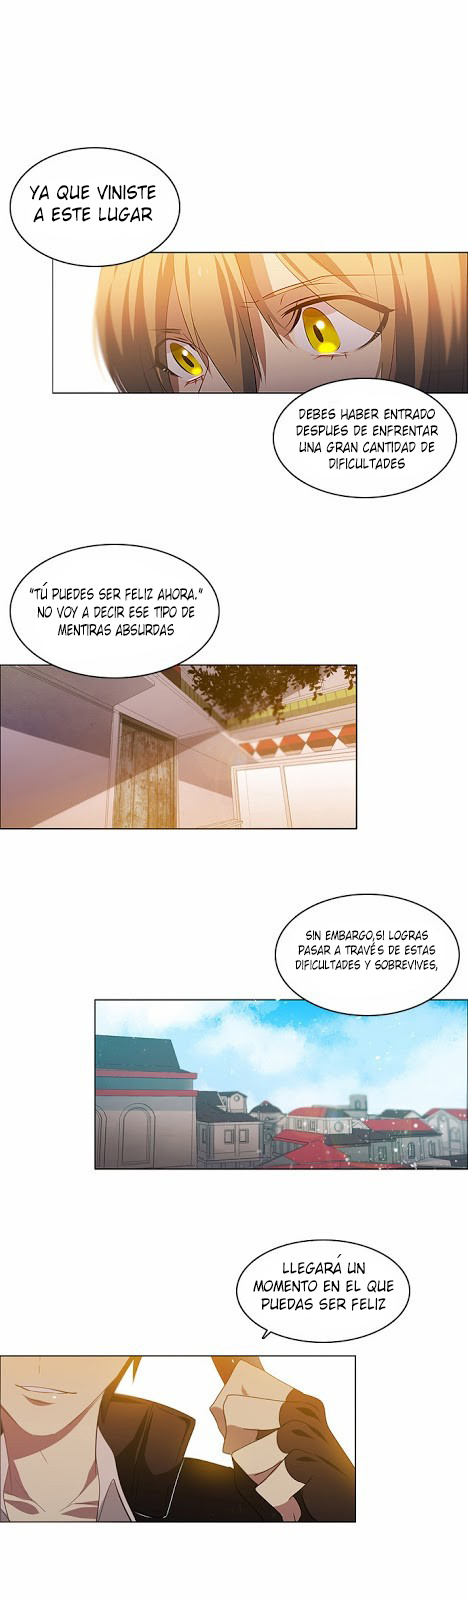 YA QUE VINISTE
A ESTE LUGAR
DEBES HABER ENTRADO
DESPUES DE ENFRENTAR
UNA GRAN CANTIDAD DE
DIFICULTADES
"TÚ PUEDES SER FELIZ AHORA."
NO VOY A DECIR ESE TIPO DE
MENTIRAS ABSURDAS
SIN EMBARGO,SI LOGRAS
PASAR A TRAVÉS DE ESTAS
DIFICULTADES Y SOBREVIVES,
LLEGARÁ UN
MOMENTO EN EL QUE
PUEDAS SER FELIZ